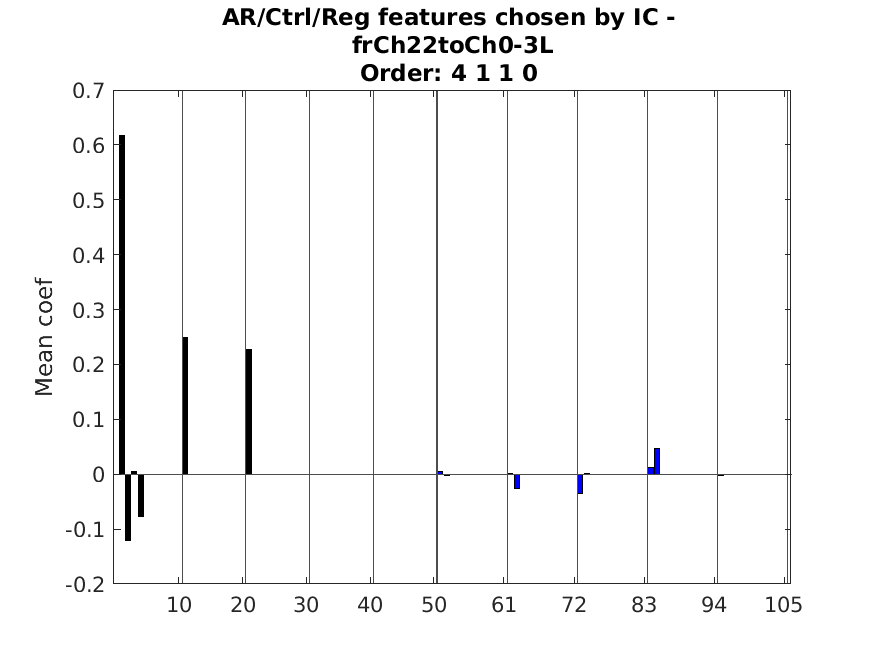 AR/Ctrl/Reg features chosen by IC -
frCh22toCh0-3L
Order: 4 1 1 0
0.7
0.6
0.5
0.4
0.3
0.2
0.1
0
-0.1
-0.2
Mean coef
10 20 30 40 50 61 72 83 94 105